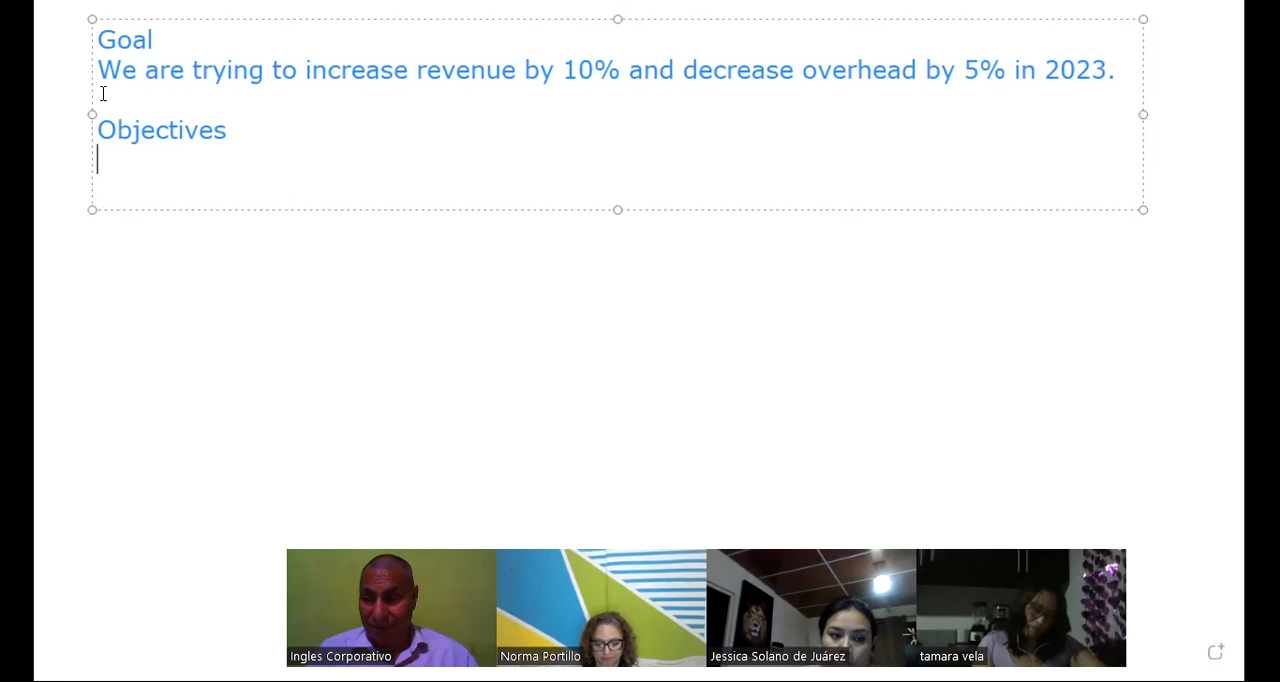 Goal
We are trying to increase revenue by 10% and decrease overhead by 5% in 2023.
Objectives
Ingles Corporativo
Norma Portillo
Jessica Solano de Juárez
tamara vela